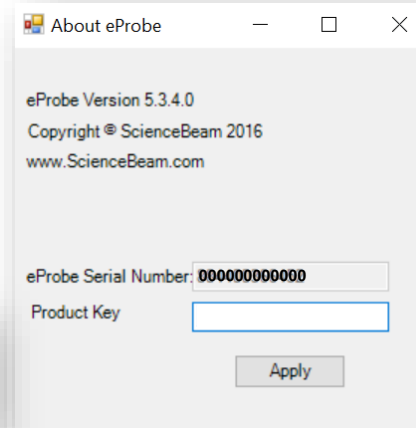 About eProbe
eProbe Version 5.3.4.0
Copyright © ScienceBeam 2016
www.ScienceBeam.com
eProbe Serial Number: 000000000000
Product Key
Apply